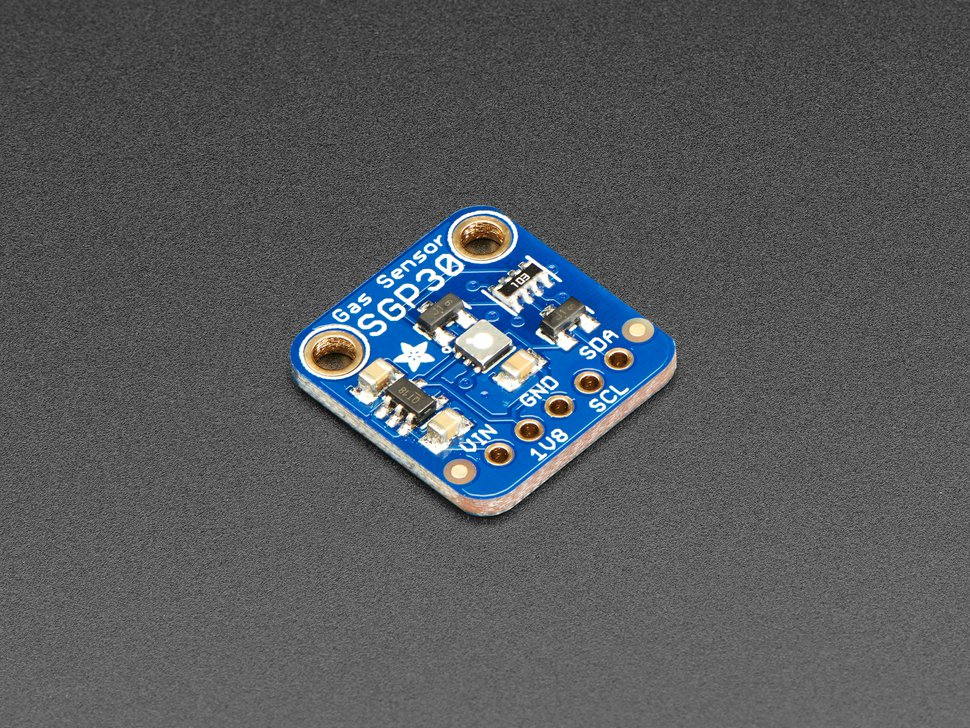 Gas Sensor
SGP30
103
VIN
1V8
GND
SCL
SDA